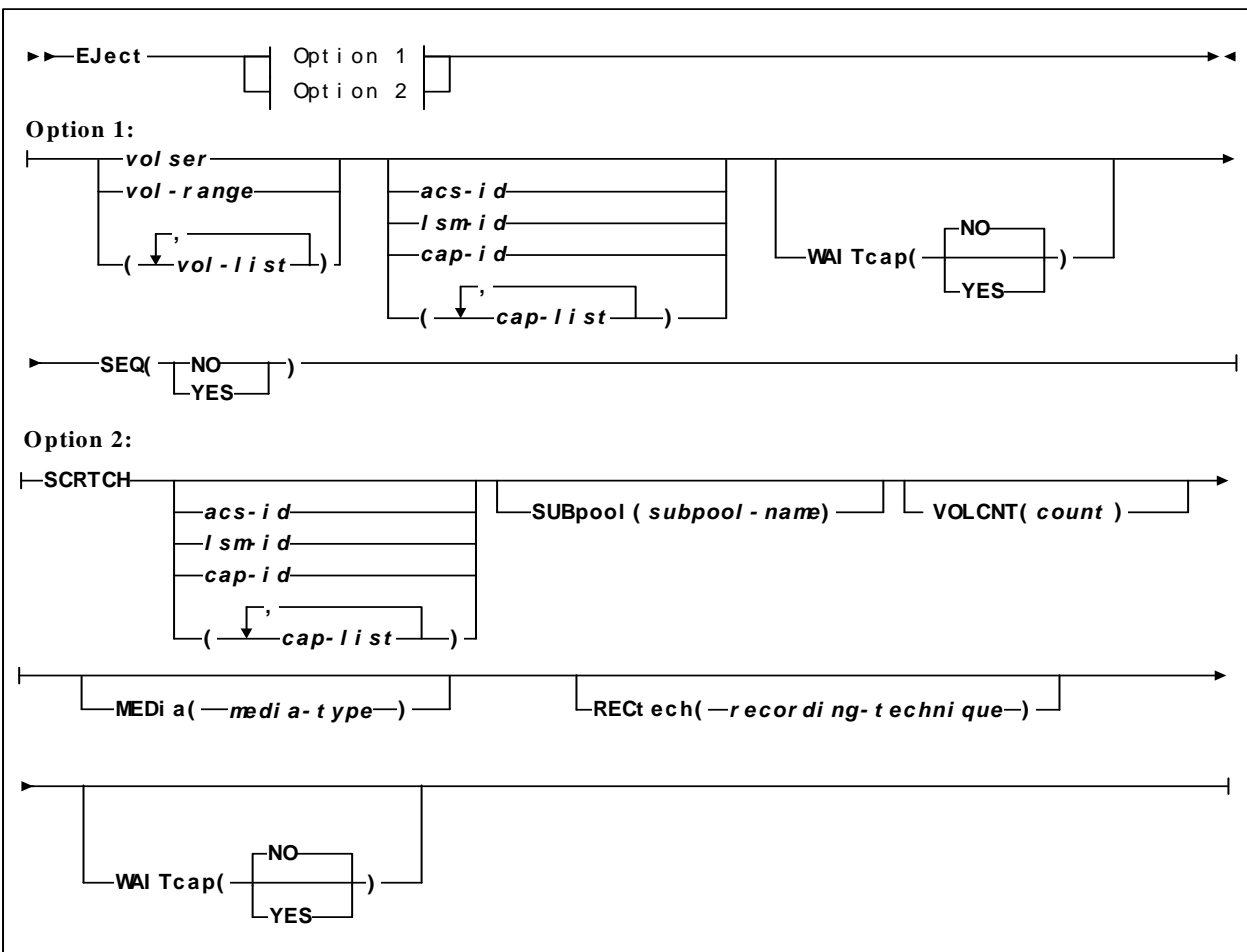 EJect Option 1
Option 2
Option 1:
volser
vol-range
,
( vol-list )
acs-id
lsm-id
cap-id
,
( cap-list )
WAITcap( NO )
YES
SEQ( NO )
YES
Option 2:
SCRTCH
acs-id
lsm-id
cap-id
,
( cap-list )
SUBpool(subpool-name)
VOLCNT(count)
MEDia(media-type)
RECtech(recording-technique)
WAITcap( NO )
YES